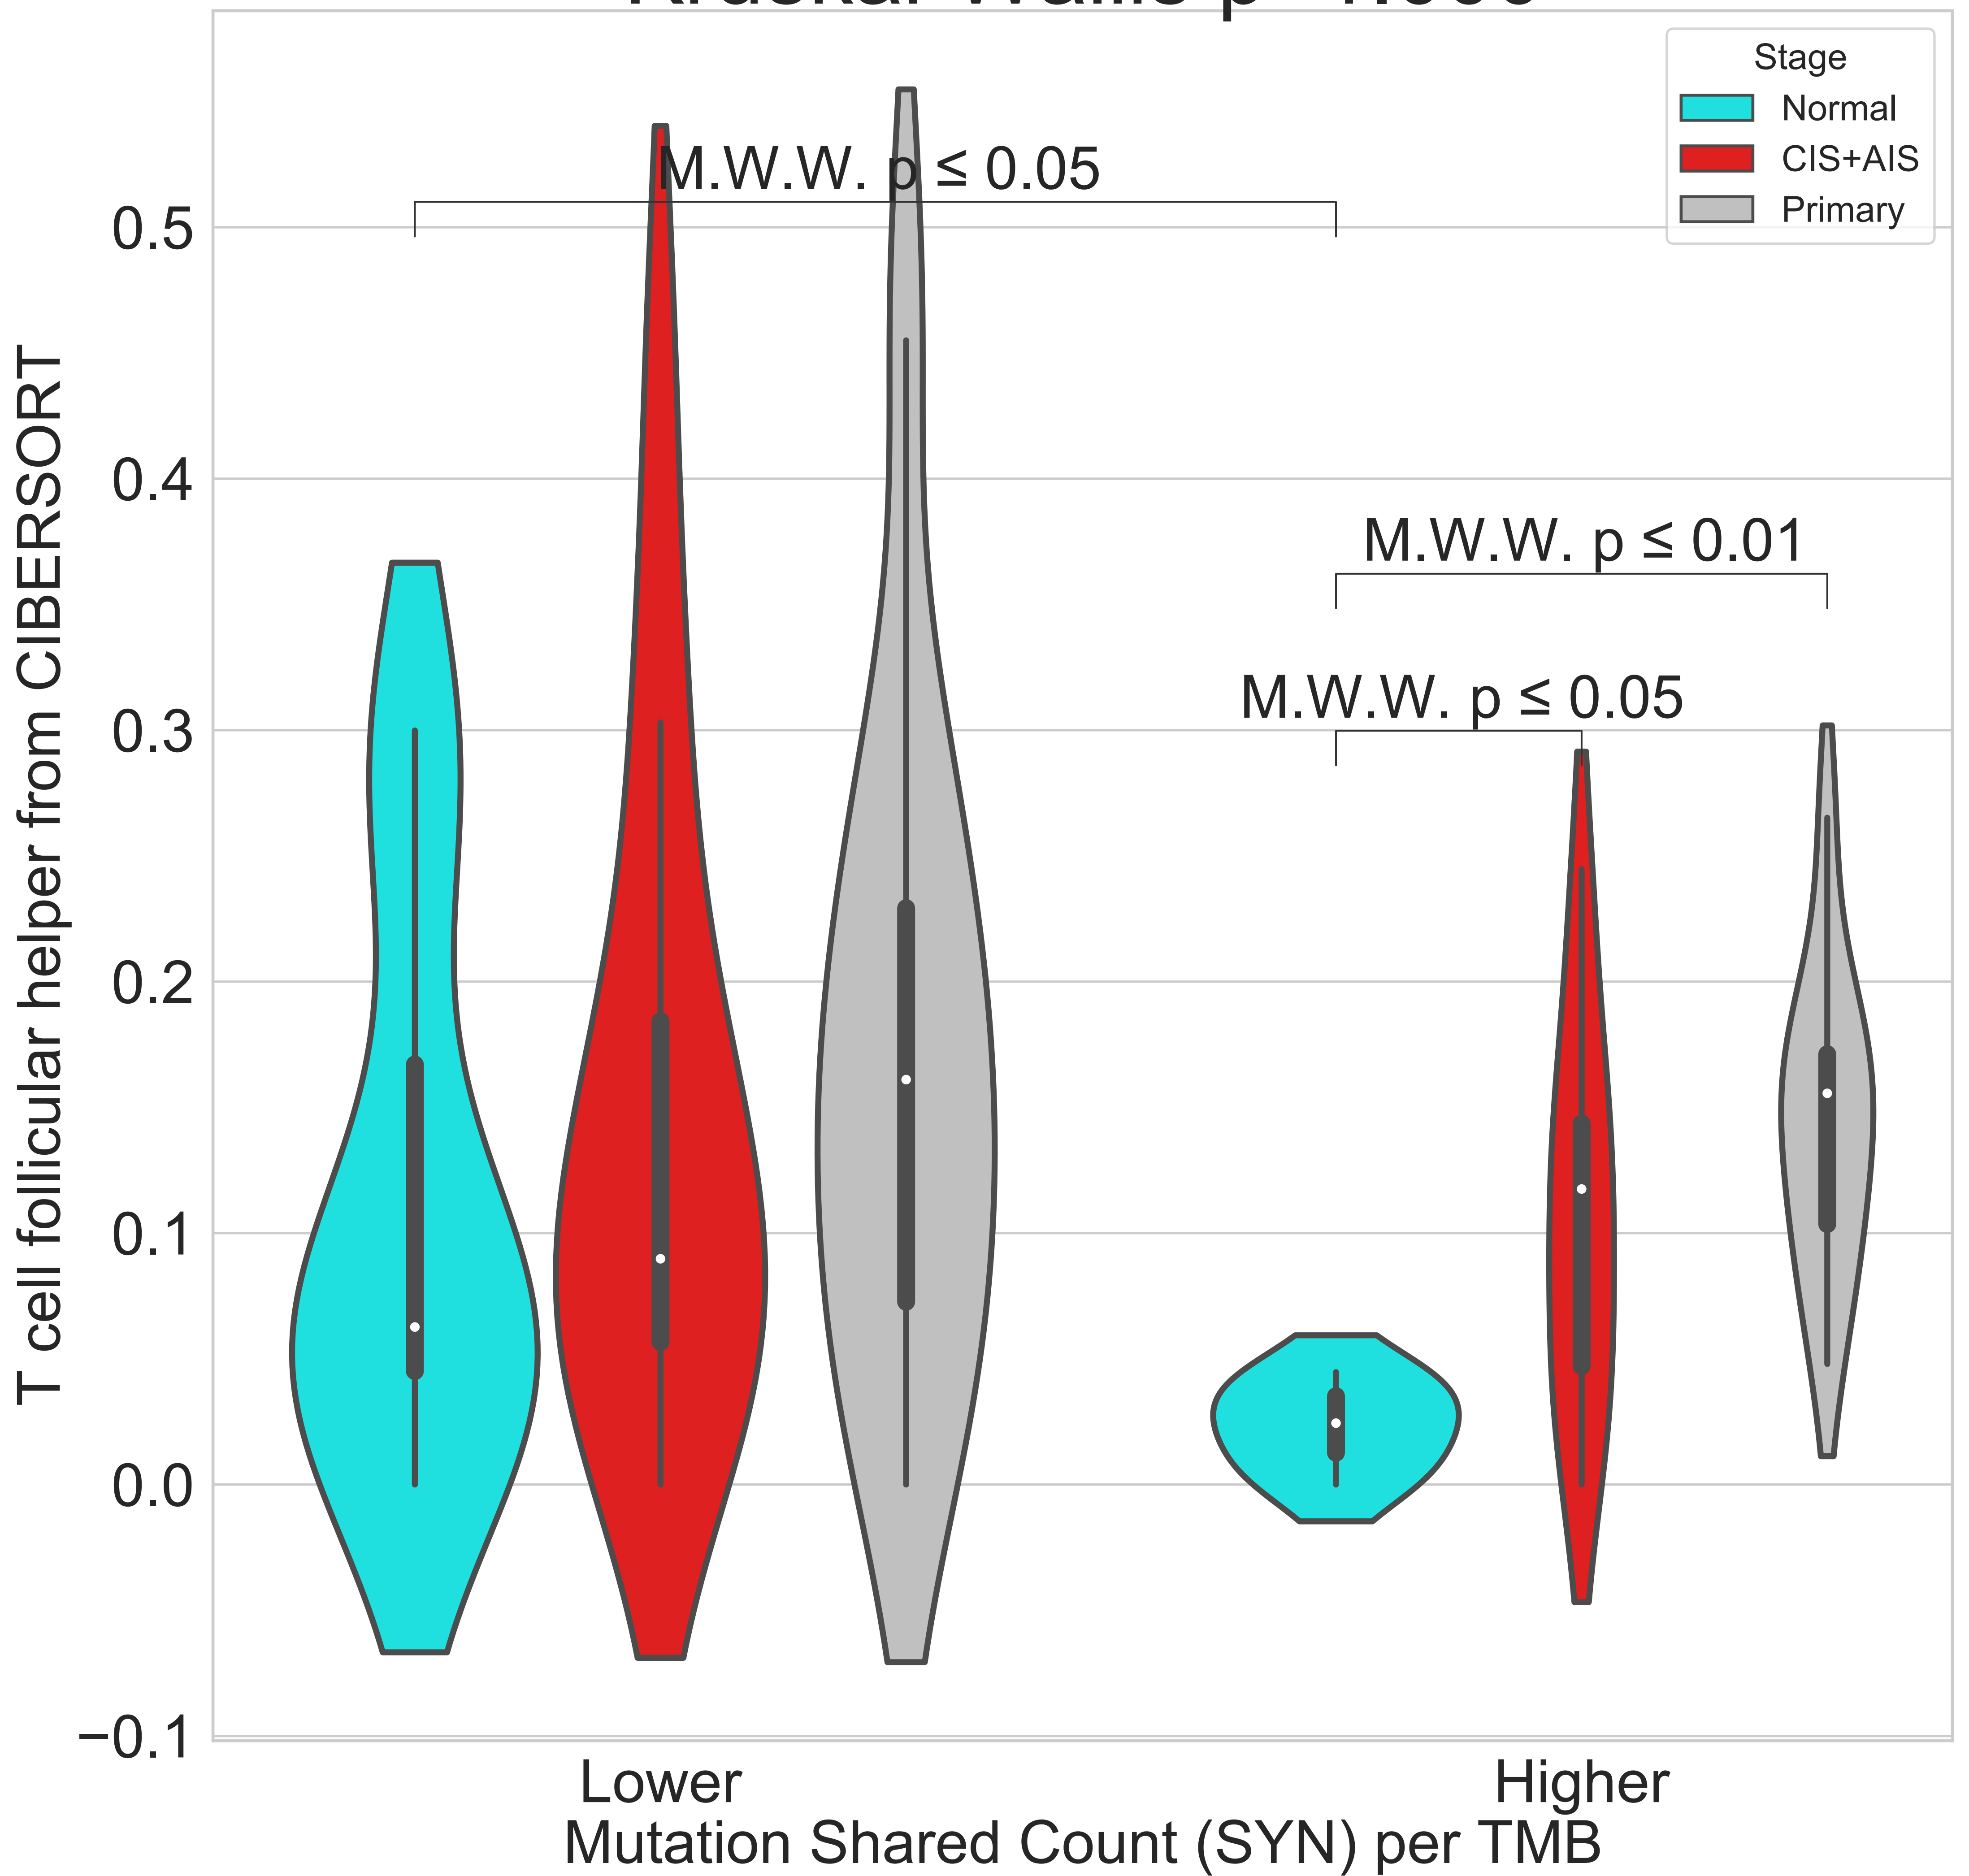 Stage
Normal
CIS+AIS
Primary
M.W.W. p ≤ 0.05
M.W.W. p ≤ 0.01
M.W.W. p ≤ 0.05
T cell follicular helper from CIBERSORT
0.5
0.4
0.3
0.2
0.1
0.0
−0.1
Lower
Higher
Mutation Shared Count (SYN) per TMB